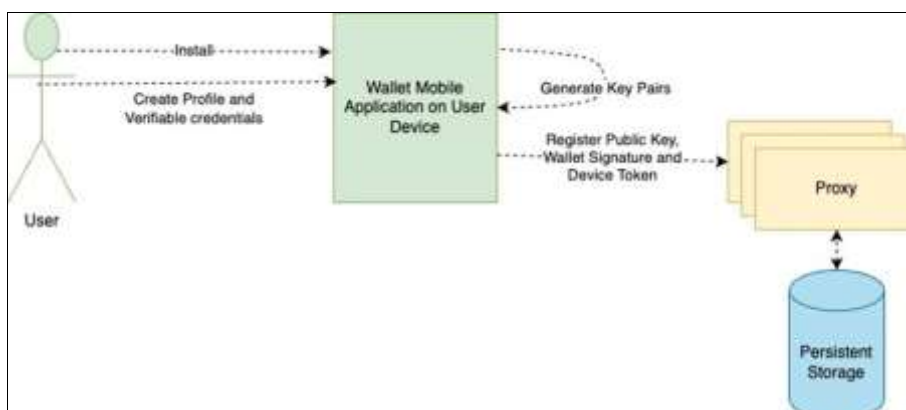 Install
Create Profile and
Verifiable credentials
User
Wallet Mobile
Application on User
Device
Generate Key Pairs
Register Public Key,
Wallet Signature and
Device Token
Proxy
Persistent
Storage